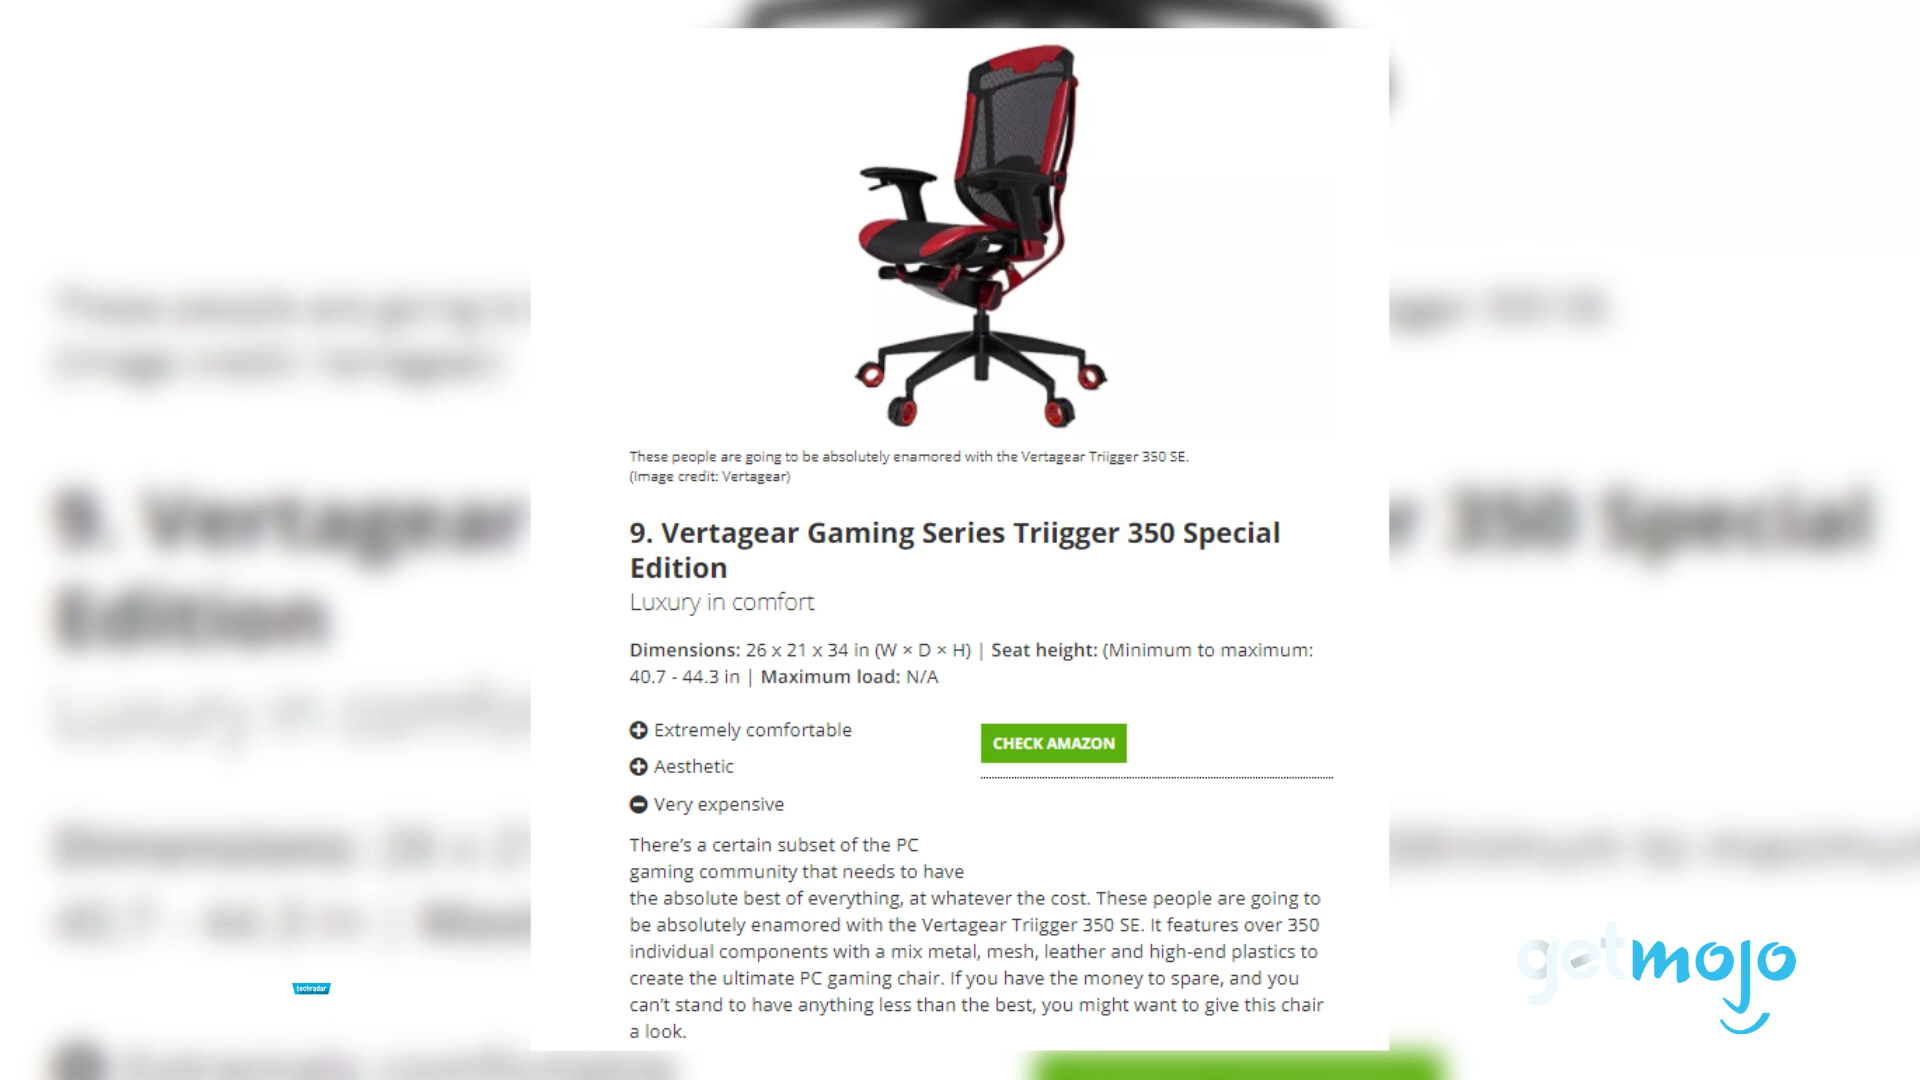 These people are going to be absolutely enamored with the Vertagear Triigger 350 SE.
(Image credit: Vertagear)
9. Vertagear Gaming Series Triigger 350 Special
Edition
Luxury in comfort
Dimensions: 26 x 21 x 34 in (W × D × H) | Seat height: (Minimum to maximum:
40.7 - 44.3 in | Maximum load: N/A
Extremely comfortable
CHECK AMAZON
Aesthetic
Very expensive
There's a certain subset of the PC
gaming community that needs to have
the absolute best of everything, at whatever the cost. These people are going to
be absolutely enamored with the Vertagear Triigger 350 SE. It features over 350
individual components with a mix metal, mesh, leather and high-end plastics to
create the ultimate PC gaming chair. If you have the money to spare, and you
can't stand to have anything less than the best, you might want to give this chair
a look.
techradar
getmojo